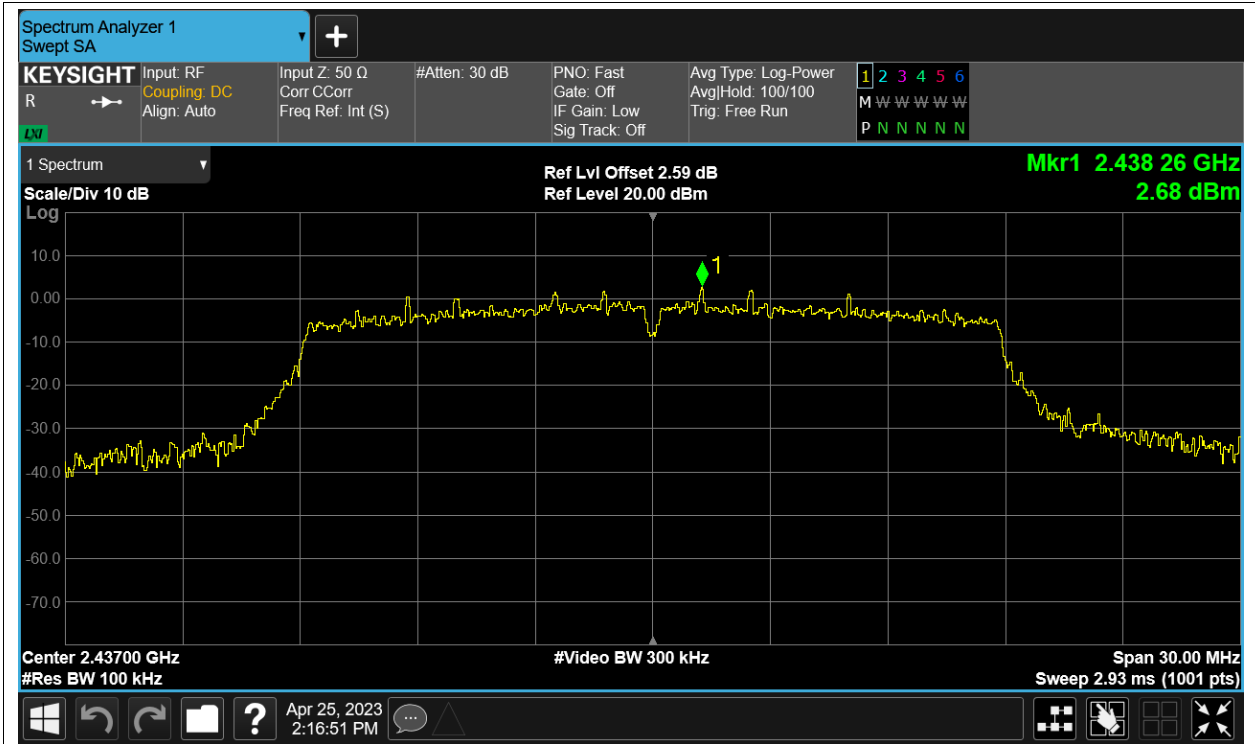 Spectrum Analyzer 1
Swept SA
KEYSIGHT
R
LXI
Input: RF
Coupling: DC
Align: Auto
Input Z: 50 Ω
Corr CCorr
Freq Ref: Int (S)
#Atten: 30 dB
PNO: Fast
Gate: Off
IF Gain: Low
Sig Track: Off
Avg Type: Log-Power
Avg|Hold: 100/100
Trig: Free Run
1 2 3 4 5 6
M W W W W W
P N N N N N
1 Spectrum
Scale/Div 10 dB
Ref Lvl Offset 2.59 dB
Ref Level 20.00 dBm
Mkr1 2.438 26 GHz
2.68 dBm
Log
10.0
0.00
-10.0
-20.0
-30.0
-40.0
-50.0
-60.0
-70.0
1
Center 2.43700 GHz
#Res BW 100 kHz
#Video BW 300 kHz
Span 30.00 MHz
Sweep 2.93 ms (1001 pts)
?
Apr 25, 2023
2:16:51 PM